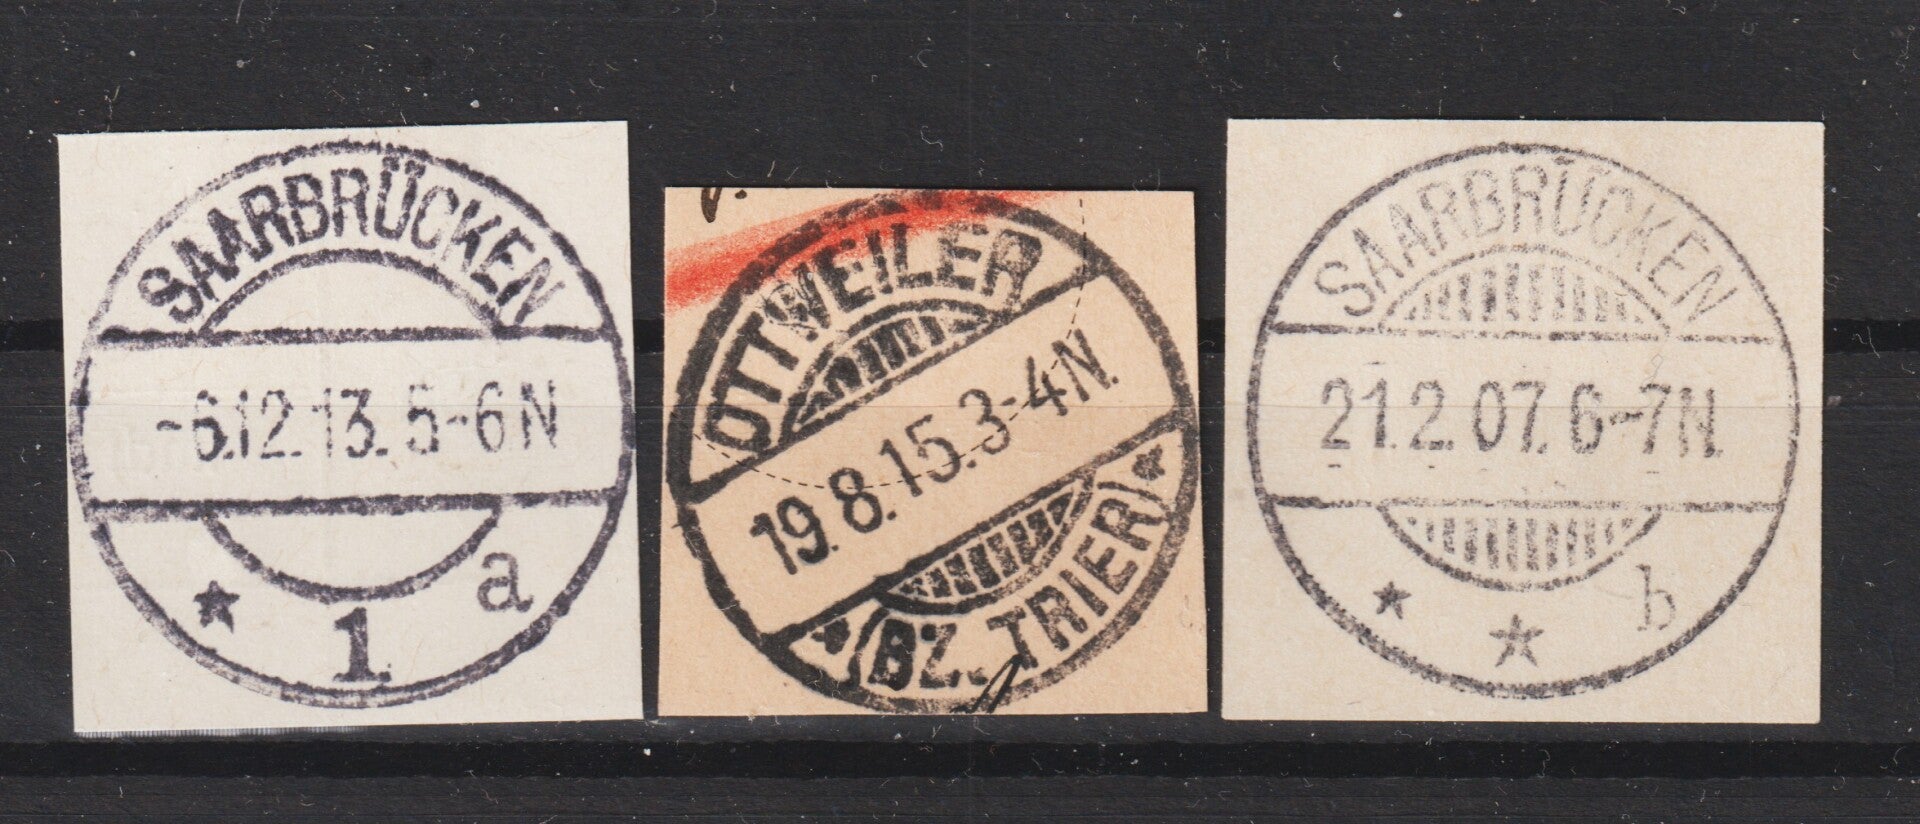 SAARBRÜCKEN
-6.12.13. 5-6N
* 1 a
OTTWEILER
19.8.15.3-4N.
* (BZ. TRIER) *
SAARBRÜCKEN
21.2.07. 6-7N.
* * b